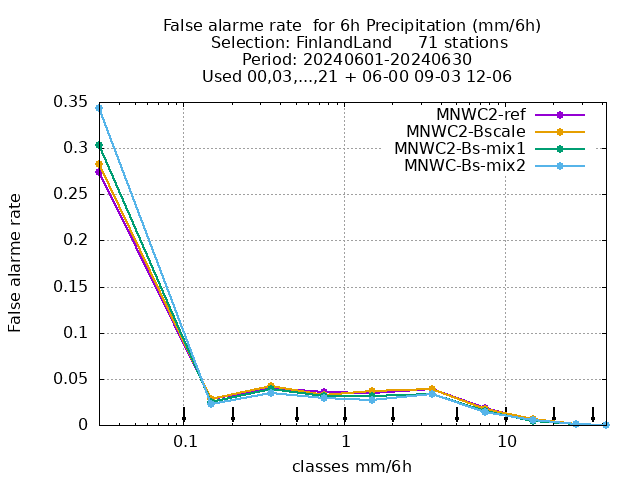 False alarme rate  for 6h Precipitation (mm/6h)
Selection: FinlandLand     71 stations
Period: 20240601-20240630
Used 00,03,...,21 + 06-00 09-03 12-06
0.35
0.3
0.25
0.2
0.15
0.1
0.05
0
False alarme rate
MNWC2-ref
MNWC2-Bscale
MNWC2-Bs-mix1
MNWC-Bs-mix2
0.1
1
10
classes mm/6h